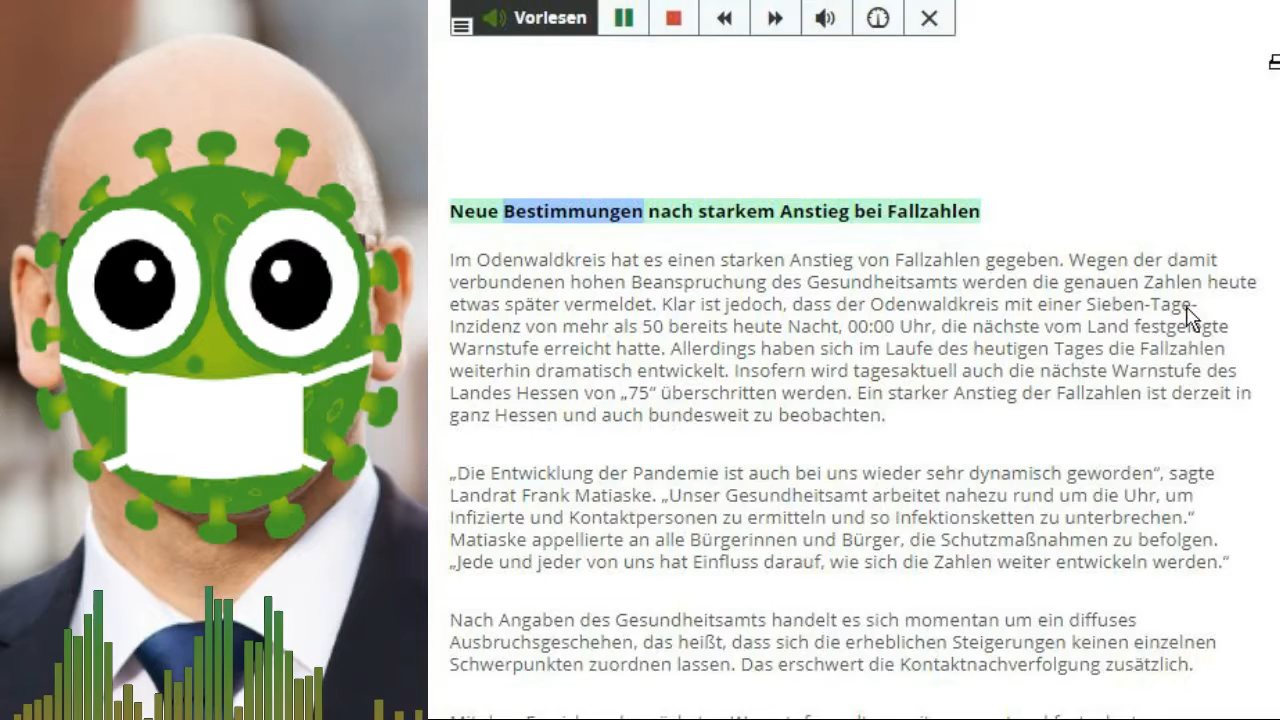 Vorlesen
Neue Bestimmungen nach starkem Anstieg bei Fallzahlen
Im Odenwaldkreis hat es einen starken Anstieg von Fallzahlen gegeben. Wegen der damit
verbundenen hohen Beanspruchung des Gesundheitsamts werden die genauen Zahlen heute
etwas später vermeldet. Klar ist jedoch, dass der Odenwaldkreis mit einer Sieben-Tage-
Inzidenz von mehr als 50 bereits heute Nacht, 00:00 Uhr, die nächste vom Land festgelegte
Warnstufe erreicht hatte. Allerdings haben sich im Laufe des heutigen Tages die Fallzahlen
weiterhin dramatisch entwickelt. Insofern wird tagesaktuell auch die nächste Warnstufe des
Landes Hessen von „75“ überschritten werden. Ein starker Anstieg der Fallzahlen ist derzeit in
ganz Hessen und auch bundesweit zu beobachten.
„Die Entwicklung der Pandemie ist auch bei uns wieder sehr dynamisch geworden“, sagte
Landrat Frank Matiaske. „Unser Gesundheitsamt arbeitet nahezu rund um die Uhr, um
Infizierte und Kontaktpersonen zu ermitteln und so Infektionsketten zu unterbrechen.“
Matiaske appellierte an alle Bürgerinnen und Bürger, die Schutzmaßnahmen zu befolgen.
„Jede und jeder von uns hat Einfluss darauf, wie sich die Zahlen weiter entwickeln werden.“
Nach Angaben des Gesundheitsamts handelt es sich momentan um ein diffuses
Ausbruchsgeschehen, das heißt, dass sich die erheblichen Steigerungen keinen einzelnen
Schwerpunkten zuordnen lassen. Das erschwert die Kontaktnachverfolgung zusätzlich.